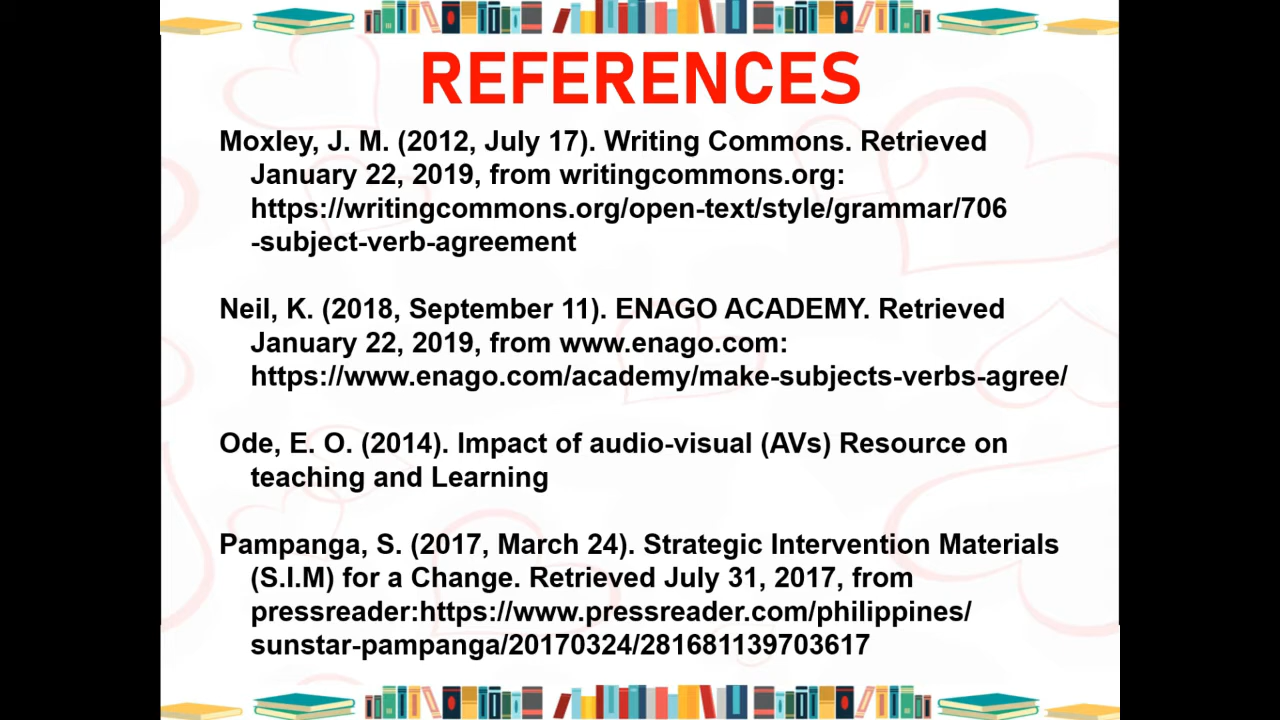 REFERENCES
Moxley, J. M. (2012, July 17). Writing Commons. Retrieved
January 22, 2019, from writingcommons.org:
https://writingcommons.org/open-text/style/grammar/706
-subject-verb-agreement
Neil, K. (2018, September 11). ENAGO ACADEMY. Retrieved
January 22, 2019, from www.enago.com:
https://www.enago.com/academy/make-subjects-verbs-agree/
Ode, E. O. (2014). Impact of audio-visual (AVs) Resource on
teaching and Learning
Pampanga, S. (2017, March 24). Strategic Intervention Materials
(S.I.M) for a Change. Retrieved July 31, 2017, from
pressreader:https://www.pressreader.com/philippines/
sunstar-pampanga/20170324/281681139703617